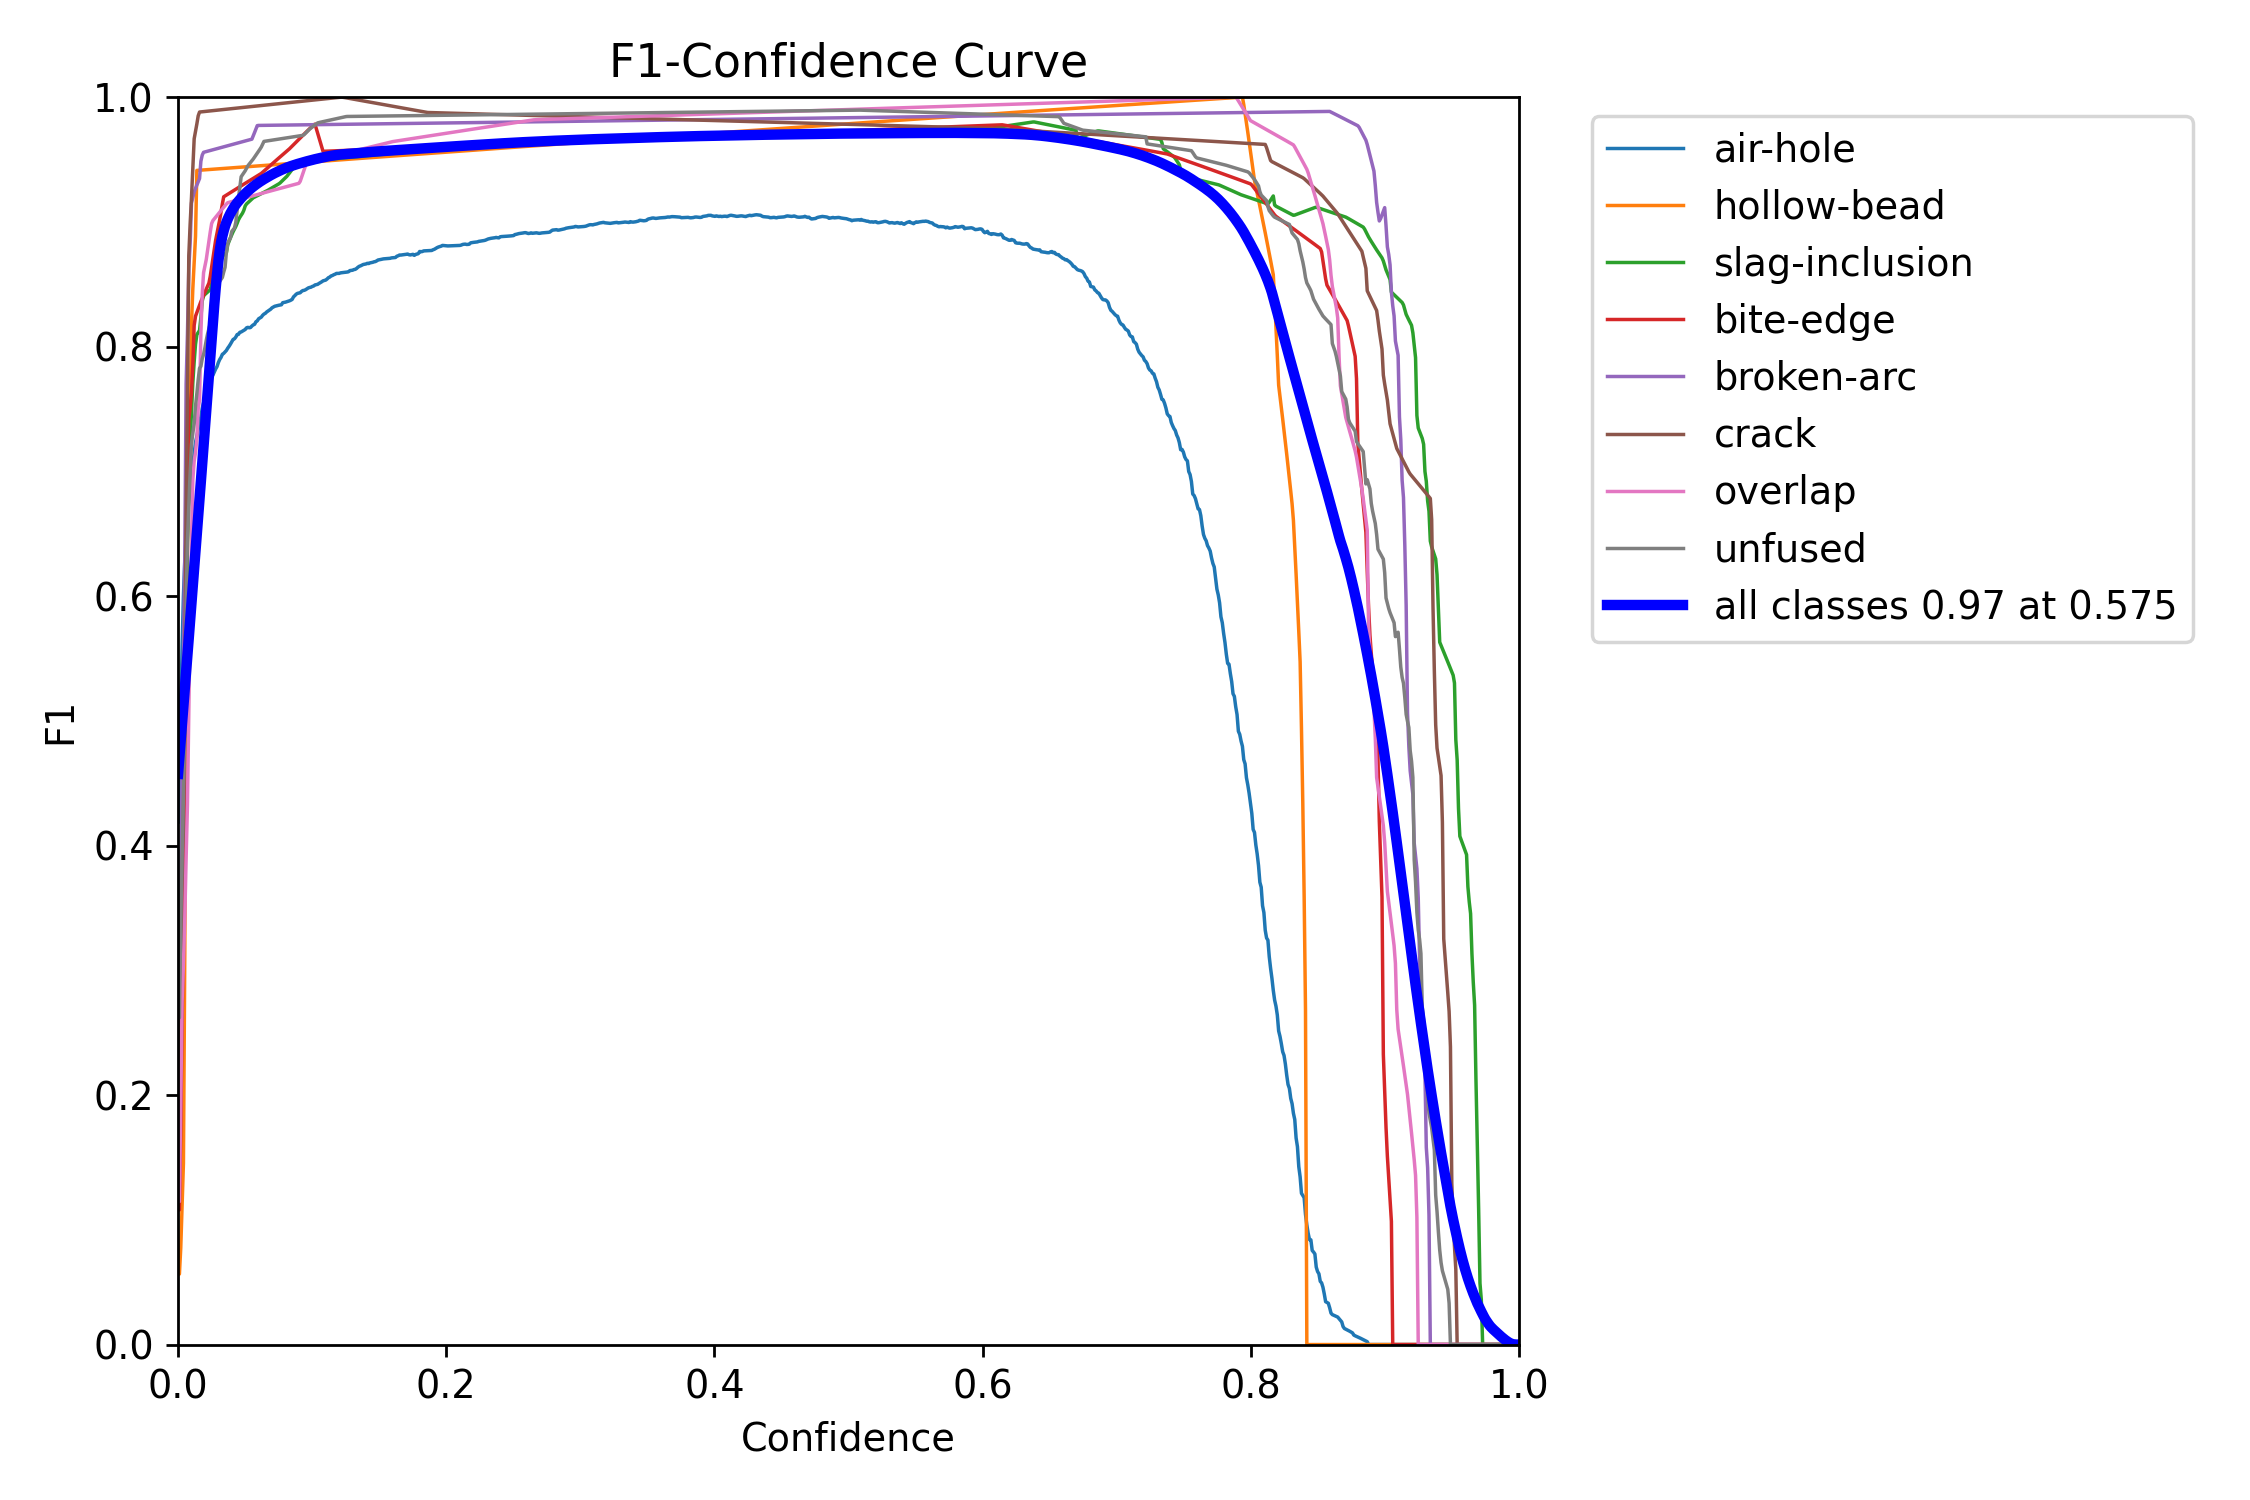 F1-Confidence Curve
1.0
0.8
0.6
0.4
0.2
0.0
F1
0.0 0.2 0.4 0.6 0.8 1.0
Confidence
air-hole
hollow-bead
slag-inclusion
bite-edge
broken-arc
crack
overlap
unfused
all classes 0.97 at 0.575